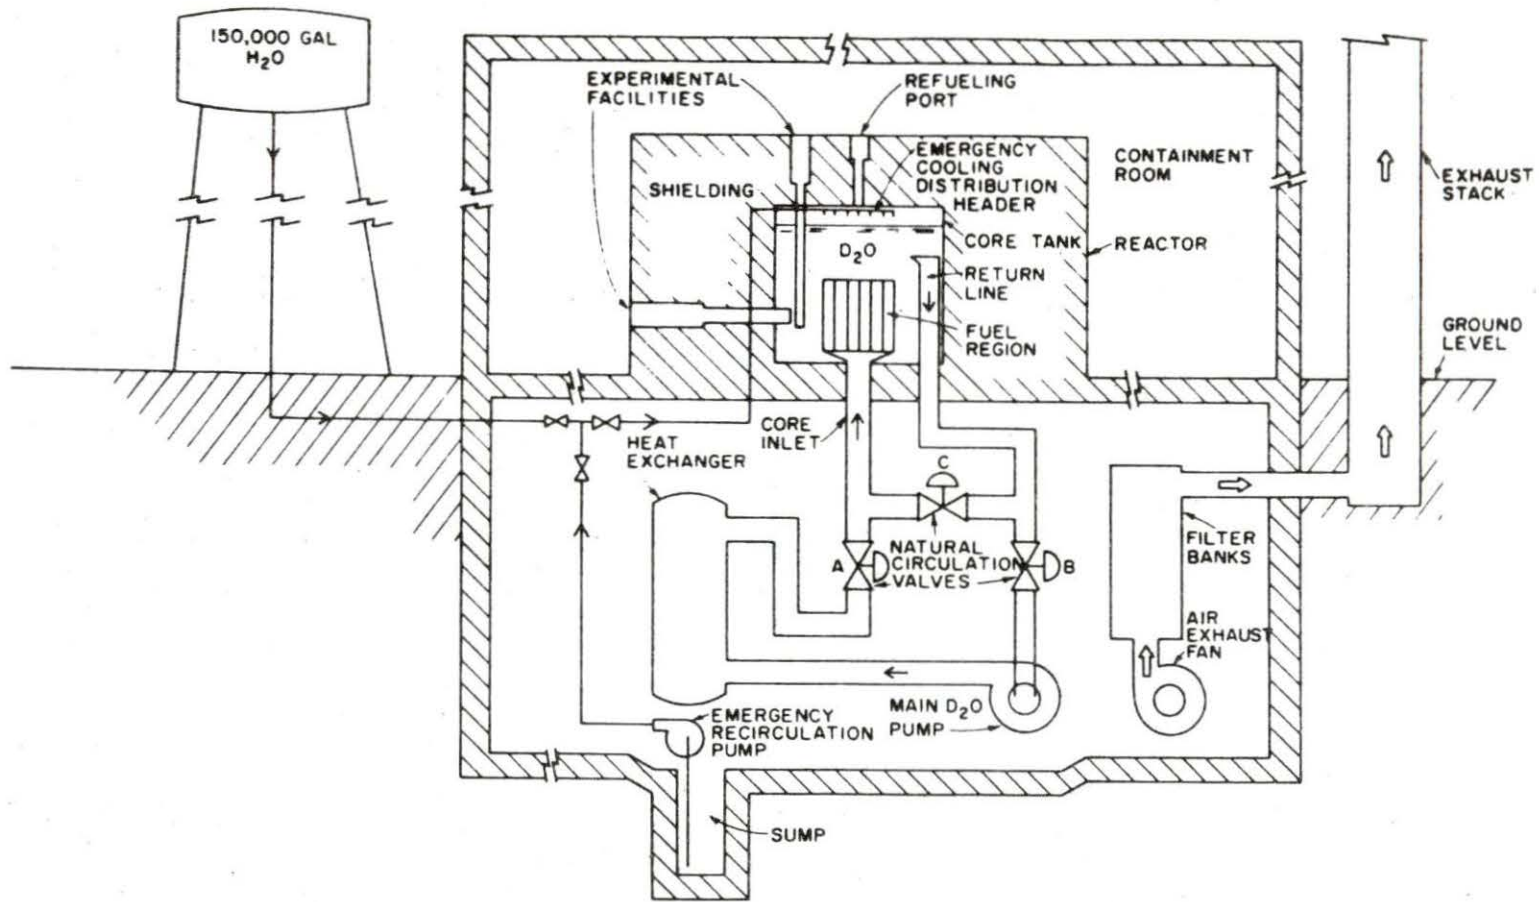 150,000 GAL
H₂O
EXPERIMENTAL
FACILITIES
REFUELING
PORT
EMERGENCY
COOLING
DISTRIBUTION
HEADER
CONTAINMENT
ROOM
EXHAUST
STACK
SHIELDING
CORE TANK
REACTOR
D₂O
RETURN
LINE
FUEL
REGION
GROUND
LEVEL
CORE
INLET
HEAT
EXCHANGER
C
NATURAL
CIRCULATION
VALVES
A
B
FILTER
BANKS
AIR
EXHAUST
FAN
MAIN D₂O
PUMP
EMERGENCY
RECIRCULATION
PUMP
SUMP